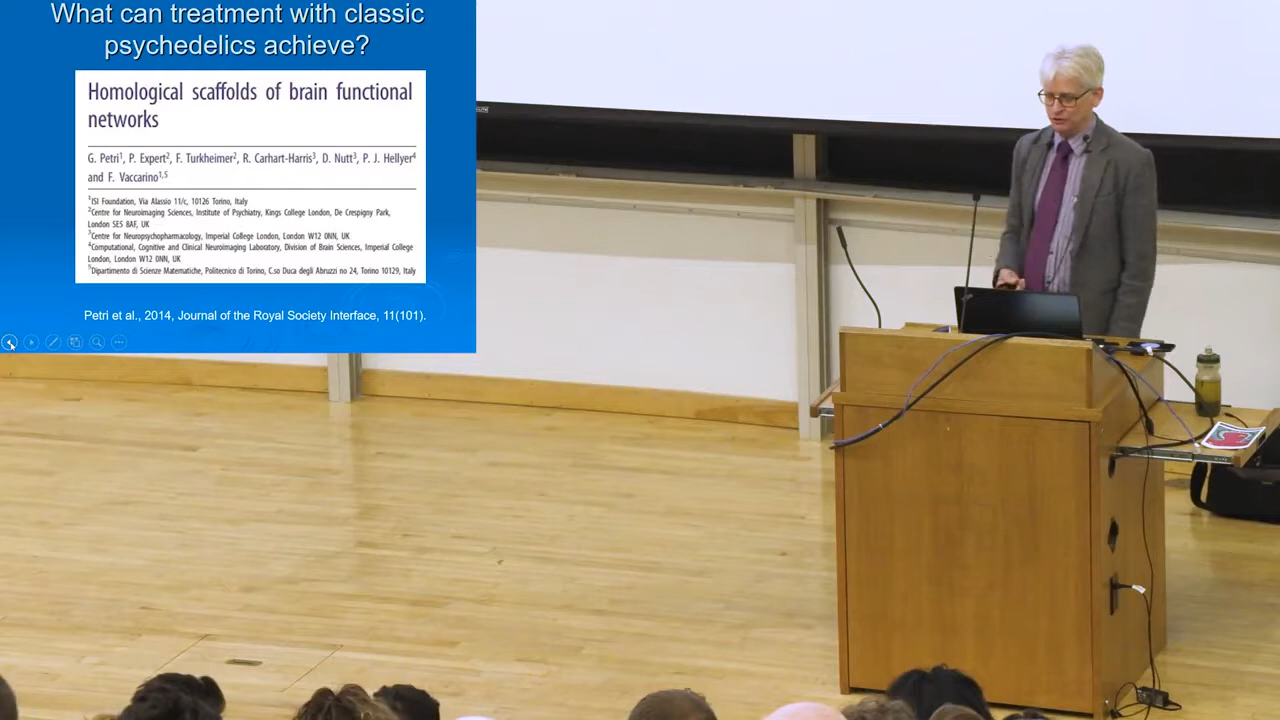 What can treatment with classic
psychedelics achieve?
Homological scaffolds of brain functional
networks
G. Petri1, P. Expert2, F. Turkheimer2, R. Carhart-Harris3, D. Nutt3, P. J. Hellyer4
and F. Vaccarino1,5
1ISI Foundation, Via Alassio 11/c, 10126 Torino, Italy
2Centre for Neuroimaging Sciences, Institute of Psychiatry, Kings College London, De Crespigny Park,
London SE5 8AF, UK
3Centre for Neuropsychopharmacology, Imperial College London, London W12 0NN, UK
4Computational, Cognitive and Clinical Neuroimaging Laboratory, Division of Brain Sciences, Imperial College
London, London W12 0NN, UK
5Dipartimento di Scienze Matematiche, Politecnico di Torino, C.so Duca degli Abruzzi no 24, Torino 10129, Italy
Petri et al., 2014, Journal of the Royal Society Interface, 11(101).